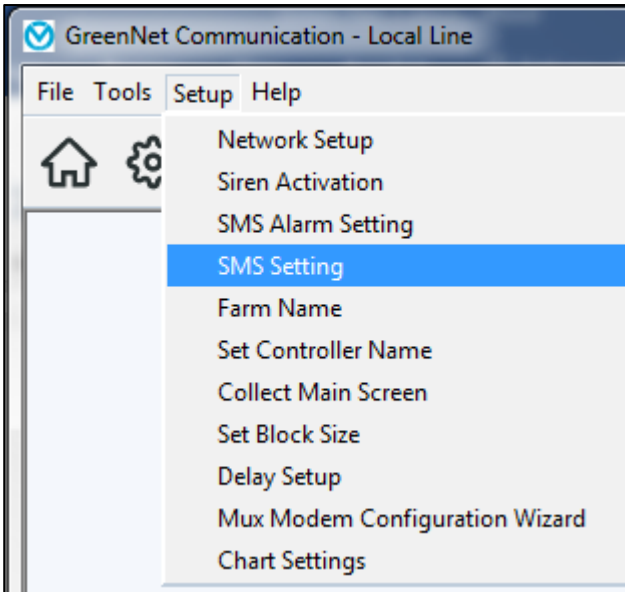 GreenNet Communication - Local Line
File Tools Setup Help
Network Setup
Siren Activation
SMS Alarm Setting
SMS Setting
Farm Name
Set Controller Name
Collect Main Screen
Set Block Size
Delay Setup
Mux Modem Configuration Wizard
Chart Settings